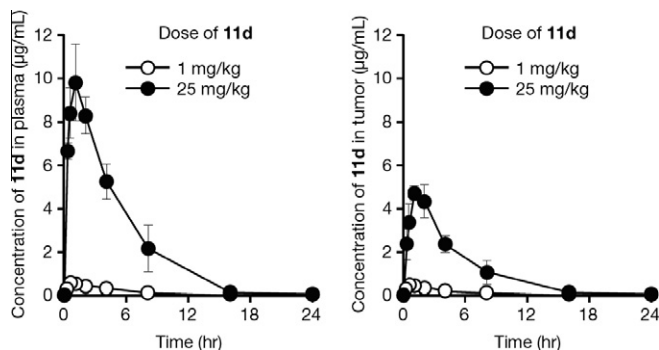 Concentration of 11d in plasma (µg/mL)
12
10
8
6
4
2
0
Dose of 11d
1 mg/kg
25 mg/kg
0 6 12 18 24
Time (hr)
Concentration of 11d in tumor (µg/mL)
12
10
8
6
4
2
0
Dose of 11d
1 mg/kg
25 mg/kg
0 6 12 18 24
Time (hr)